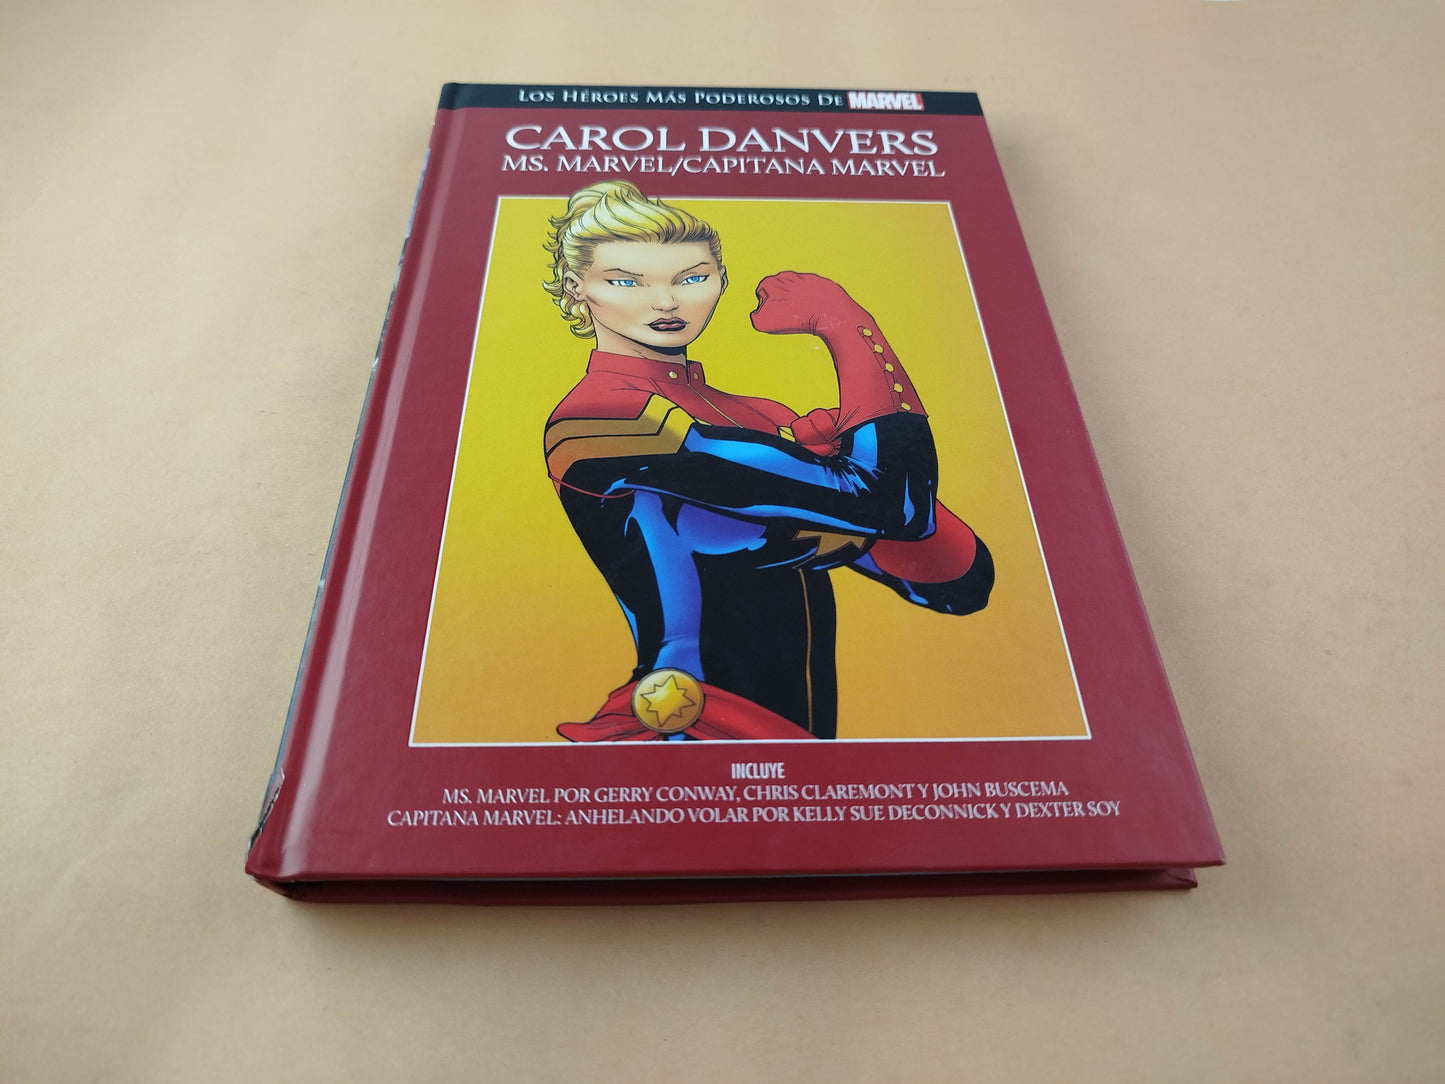 LOS HÉROES MÁS PODEROSOS DE MARVEL
CAROL DANVERS
MS. MARVEL/CAPITANA MARVEL
INCLUYE
MS. MARVEL POR GERRY CONWAY, CHRIS CLAREMONT Y JOHN BUSCEMA
CAPITANA MARVEL: ANHELANDO VOLAR POR KELLY SUE DECONNICK Y DEXTER SOY